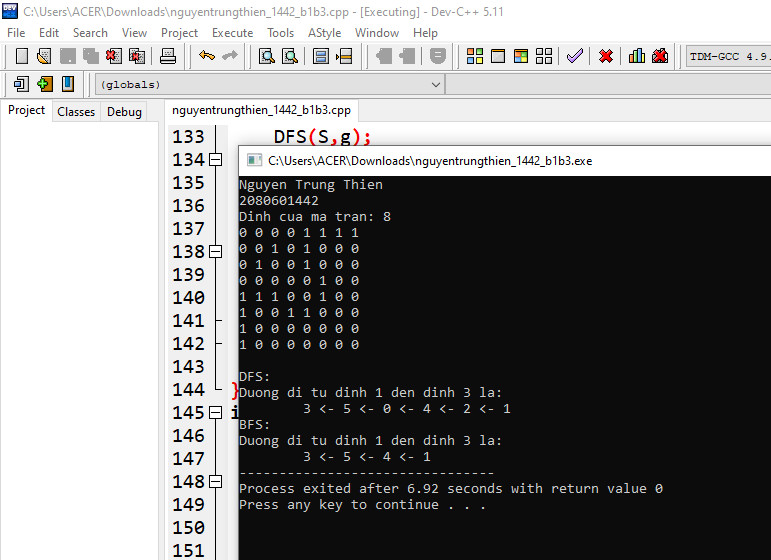 C:\Users\ACER\Downloads\nguyentrungthien_1442_b1b3.cpp - [Executing] - Dev-C++ 5.11
File Edit Search View Project Execute Tools AStyle Window Help
TDM-GCC 4.9.
(globals)
Project Classes Debug
nguyentrungthien_1442_b1b3.cpp
133 DFS(S,g);
134
135
136
137
138
139
140
141
142
143
144 }
145 i
146
147
148
149
150
151
C:\Users\ACER\Downloads\nguyentrungthien_1442_b1b3.exe
Nguyen Trung Thien
2080601442
Dinh cua ma tran: 8
0 0 0 0 1 1 1 1
0 0 1 0 1 0 0 0
0 1 0 0 1 0 0 0
0 0 0 0 0 1 0 0
1 1 1 0 0 1 0 0
1 0 0 1 1 0 0 0
1 0 0 0 0 0 0 0
1 0 0 0 0 0 0 0
DFS:
Duong di tu dinh 1 den dinh 3 la:
3 <- 5 <- 0 <- 4 <- 2 <- 1
BFS:
Duong di tu dinh 1 den dinh 3 la:
3 <- 5 <- 4 <- 1
--------------------------------
Process exited after 6.92 seconds with return value 0
Press any key to continue . . .